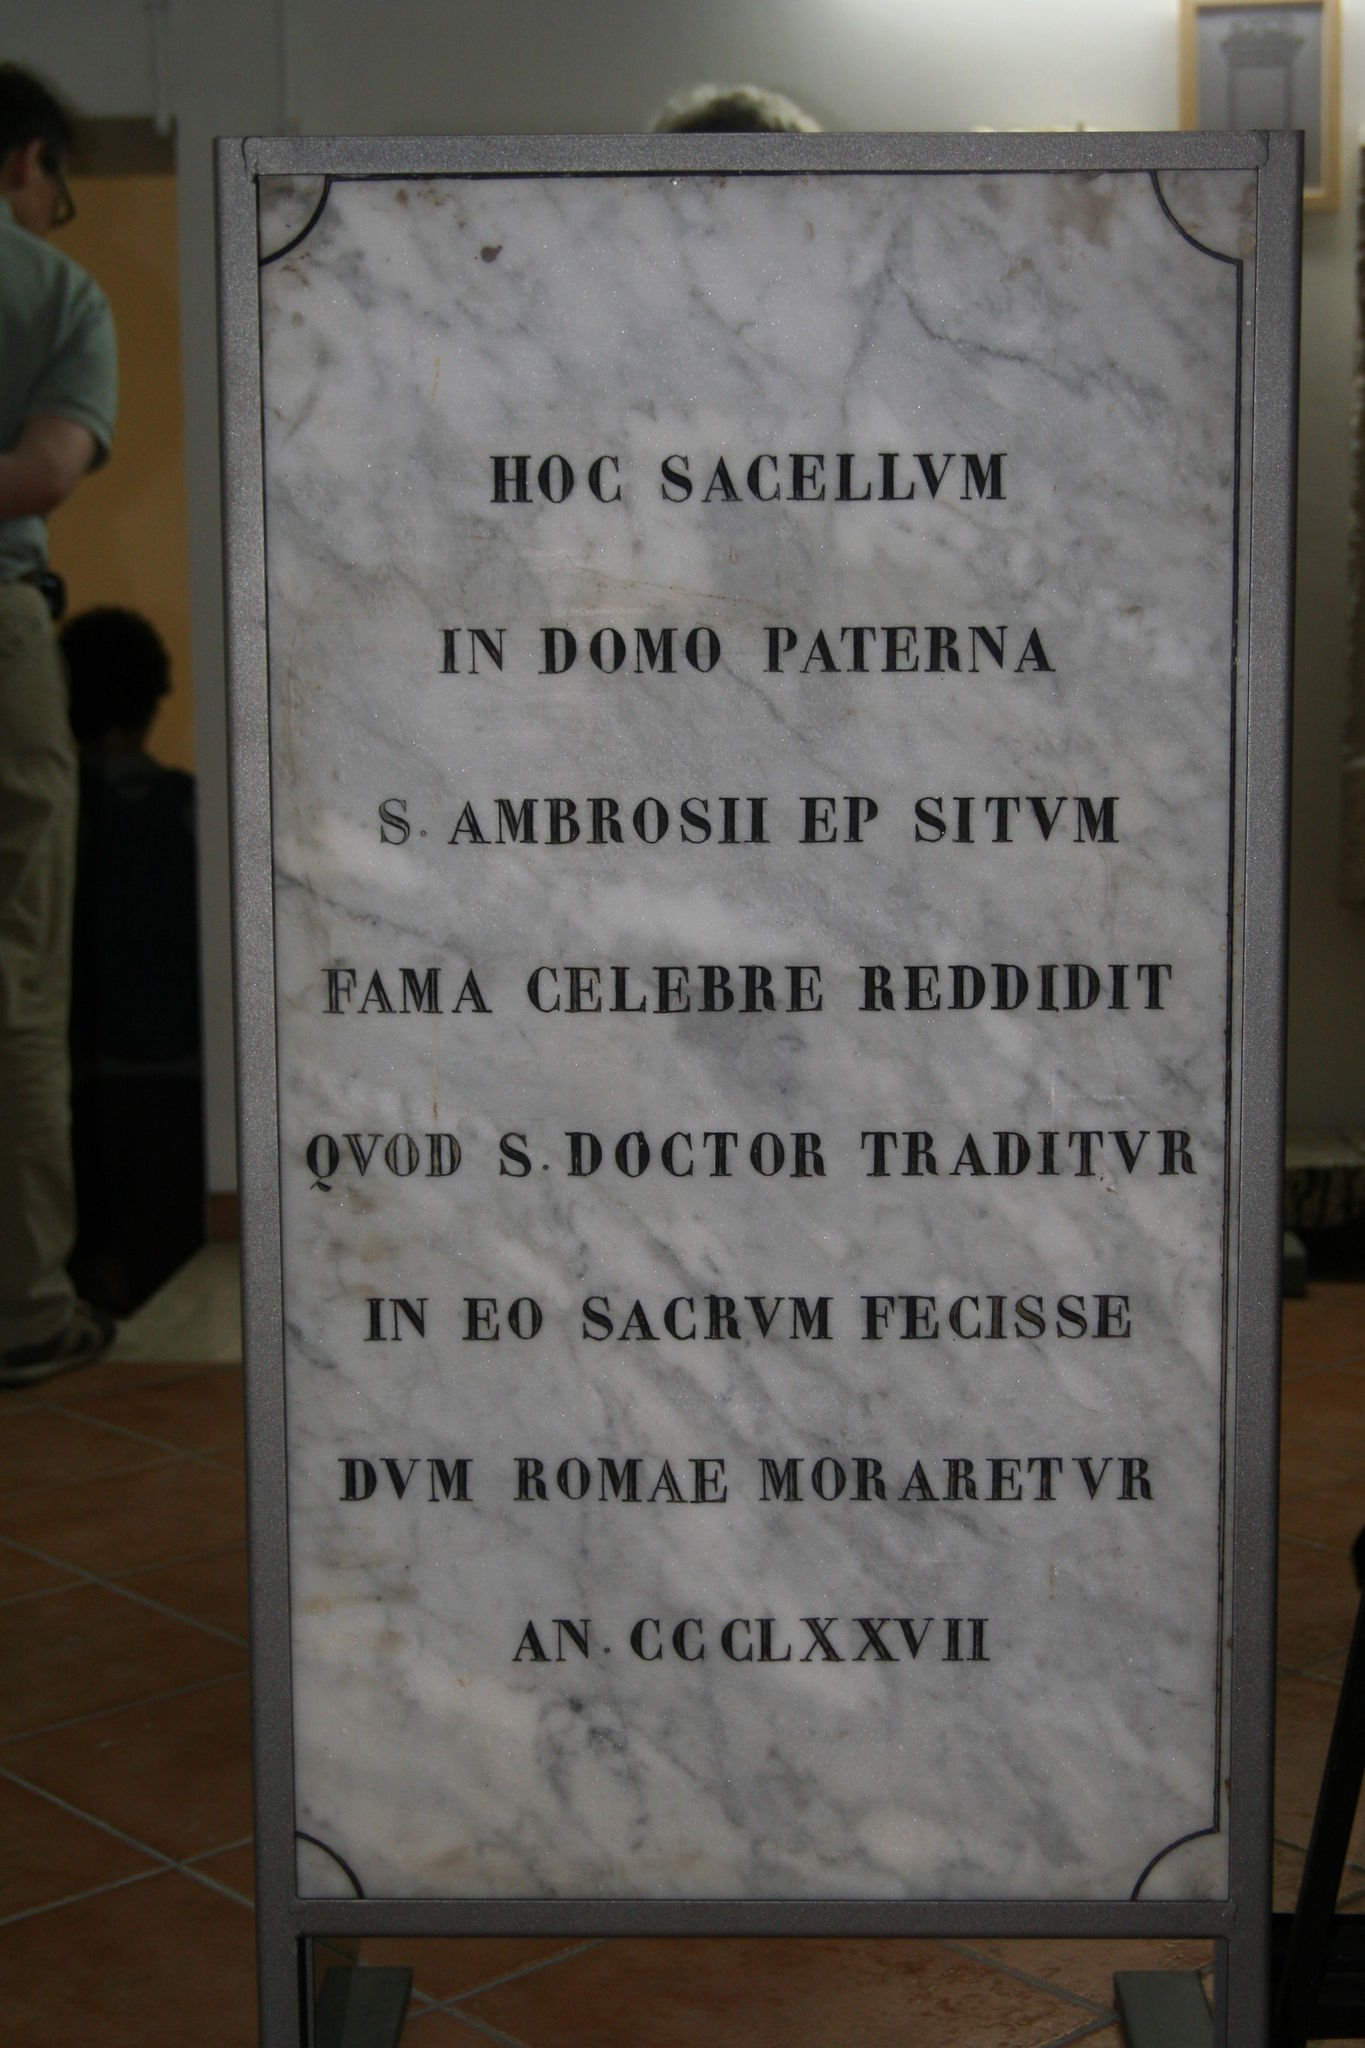 HOC SACELLVM
IN DOMO PATERNA
S. AMBROSII EP SITVM
FAMA CELEBRE REDDIDIT
QVOD S. DOCTOR TRADITVR
IN EO SACRVM FECISSE
DVM ROMAE MORARETVR
AN. CCCLXXVII